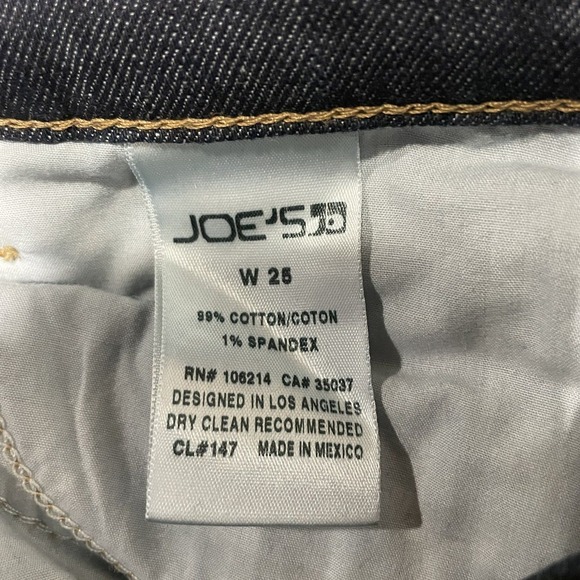 JOE'S
W 25
99% COTTON/COTON
1% SPANDEX
RN# 106214 CA# 35037
DESIGNED IN LOS ANGELES
DRY CLEAN RECOMMENDED
CL#147 MADE IN MEXICO